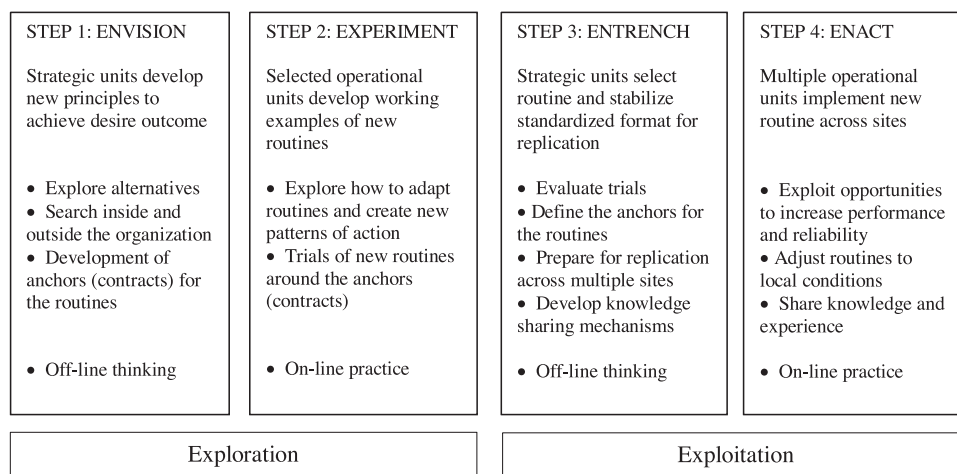 STEP 1: ENVISION
Strategic units develop
new principles to
achieve desire outcome
• Explore alternatives
• Search inside and
outside the organization
• Development of
anchors (contracts) for
the routines
• Off-line thinking
STEP 2: EXPERIMENT
Selected operational
units develop working
examples of new
routines
• Explore how to adapt
routines and create new
patterns of action
• Trials of new routines
around the anchors
(contracts)
• On-line practice
STEP 3: ENTRENCH
Strategic units select
routine and stabilize
standardized format for
replication
• Evaluate trials
• Define the anchors for
the routines
• Prepare for replication
across multiple sites
• Develop knowledge
sharing mechanisms
• Off-line thinking
STEP 4: ENACT
Multiple operational
units implement new
routine across sites
• Exploit opportunities
to increase performance
and reliability
• Adjust routines to
local conditions
• Share knowledge and
experience
• On-line practice
Exploration
Exploitation